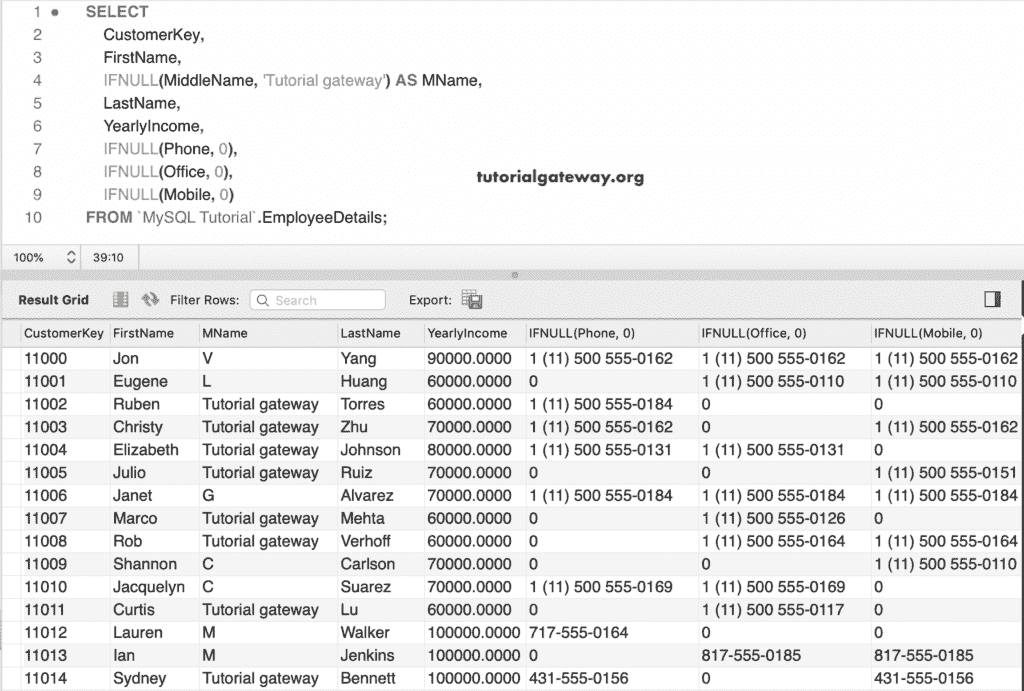 1 SELECT
2 CustomerKey,
3 FirstName,
4 IFNULL(MiddleName, 'Tutorial gateway') AS MName,
5 LastName,
6 YearlyIncome,
7 IFNULL(Phone, 0),
8 IFNULL(Office, 0),
9 IFNULL(Mobile, 0)
10 FROM `MySQL Tutorial`.EmployeeDetails;
tutorialgateway.org
100% 39:10
Result Grid Filter Rows: Search Export:
CustomerKey FirstName MName LastName YearlyIncome IFNULL(Phone, 0) IFNULL(Office, 0) IFNULL(Mobile, 0)
11000 Jon V Yang 90000.0000 1 (11) 500 555-0162 1 (11) 500 555-0162 1 (11) 500 555-0162
11001 Eugene L Huang 60000.0000 0 1 (11) 500 555-0110 1 (11) 500 555-0110
11002 Ruben Tutorial gateway Torres 60000.0000 1 (11) 500 555-0184 0 0
11003 Christy Tutorial gateway Zhu 70000.0000 1 (11) 500 555-0162 0 1 (11) 500 555-0162
11004 Elizabeth Tutorial gateway Johnson 80000.0000 1 (11) 500 555-0131 1 (11) 500 555-0131 0
11005 Julio Tutorial gateway Ruiz 70000.0000 0 0 1 (11) 500 555-0151
11006 Janet G Alvarez 70000.0000 1 (11) 500 555-0184 1 (11) 500 555-0184 1 (11) 500 555-0184
11007 Marco Tutorial gateway Mehta 60000.0000 0 1 (11) 500 555-0126 0
11008 Rob Tutorial gateway Verhoff 60000.0000 0 1 (11) 500 555-0164 1 (11) 500 555-0164
11009 Shannon C Carlson 70000.0000 0 0 1 (11) 500 555-0110
11010 Jacquelyn C Suarez 70000.0000 1 (11) 500 555-0169 1 (11) 500 555-0169 0
11011 Curtis Tutorial gateway Lu 60000.0000 0 1 (11) 500 555-0117 0
11012 Lauren M Walker 100000.0000 717-555-0164 0 0
11013 Ian M Jenkins 100000.0000 0 817-555-0185 817-555-0185
11014 Sydney Tutorial gateway Bennett 100000.0000 431-555-0156 0 431-555-0156